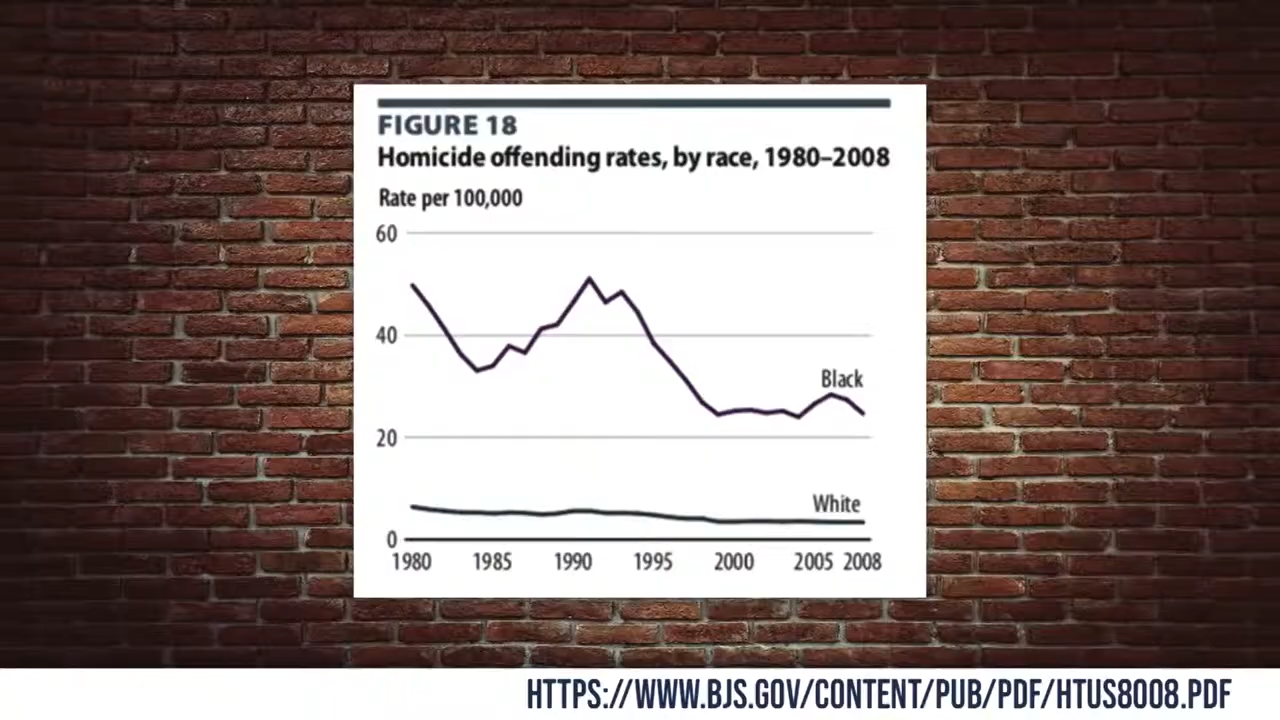 FIGURE 18
Homicide offending rates, by race, 1980–2008
Rate per 100,000
60
40
Black
20
White
0
1980 1985 1990 1995 2000 2005 2008
HTTPS://WWW.BJS.GOV/CONTENT/PUB/PDF/HTUS8008.PDF